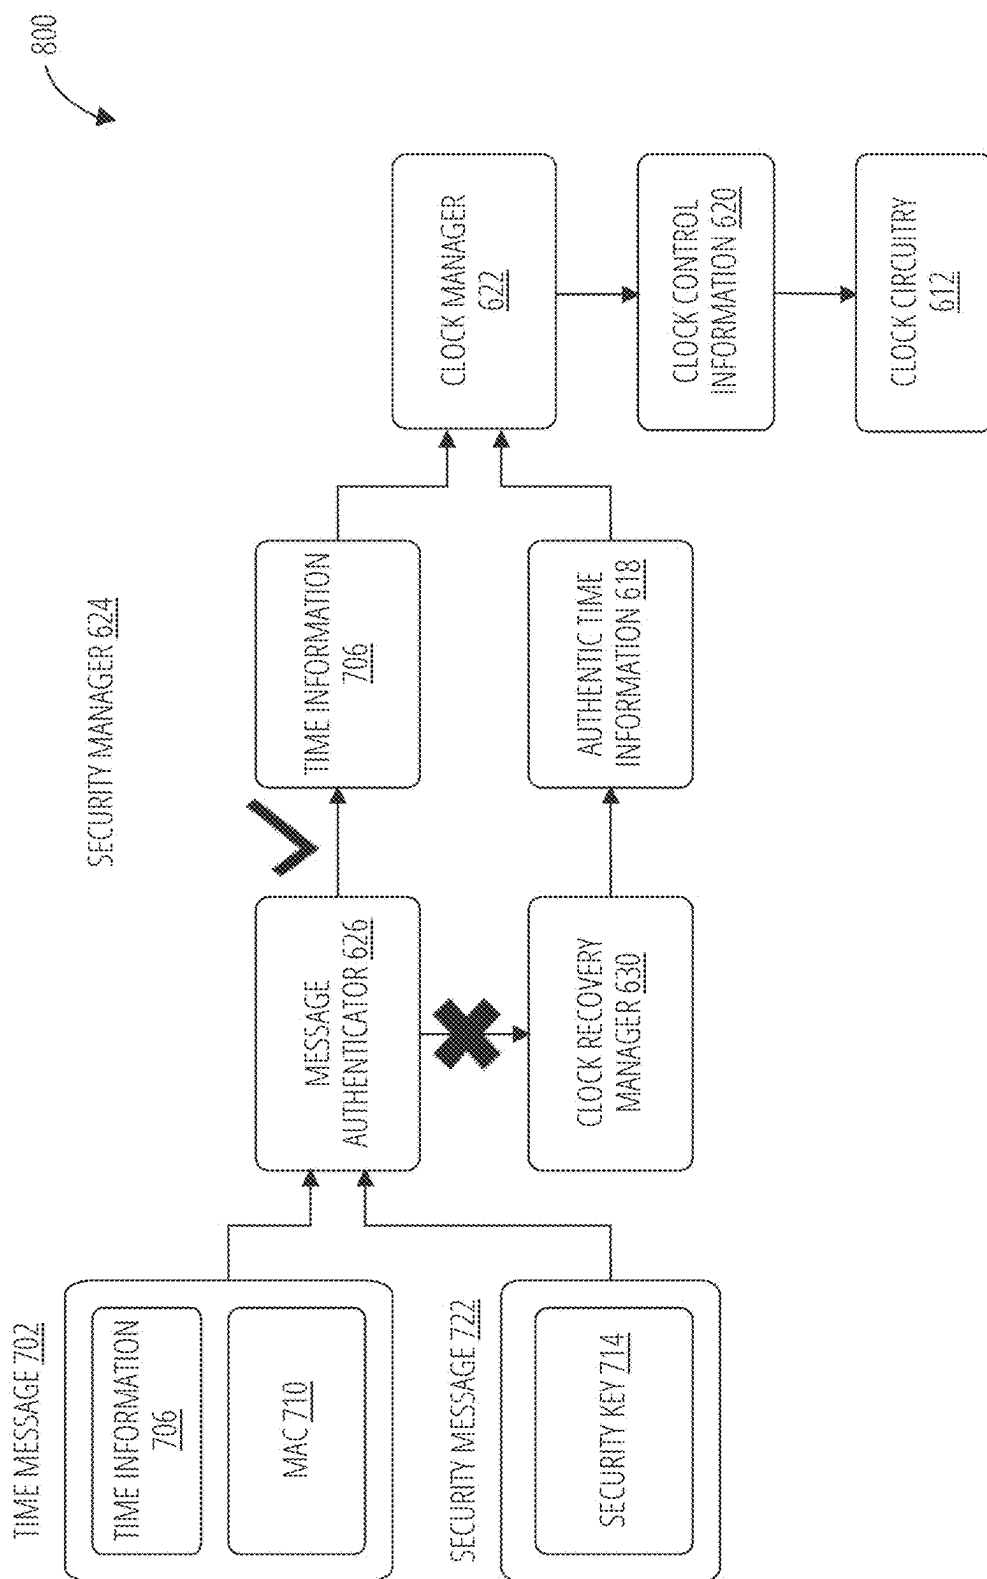 800
SECURITY MANAGER 624
TIME MESSAGE 702
TIME INFORMATION
706
MAC 710
SECURITY MESSAGE 722
SECURITY KEY 714
MESSAGE
AUTHENTICATOR 626
CLOCK RECOVERY
MANAGER 630
TIME INFORMATION
706
AUTHENTIC TIME
INFORMATION 618
CLOCK MANAGER
622
CLOCK CONTROL
INFORMATION 620
CLOCK CIRCUITRY
612